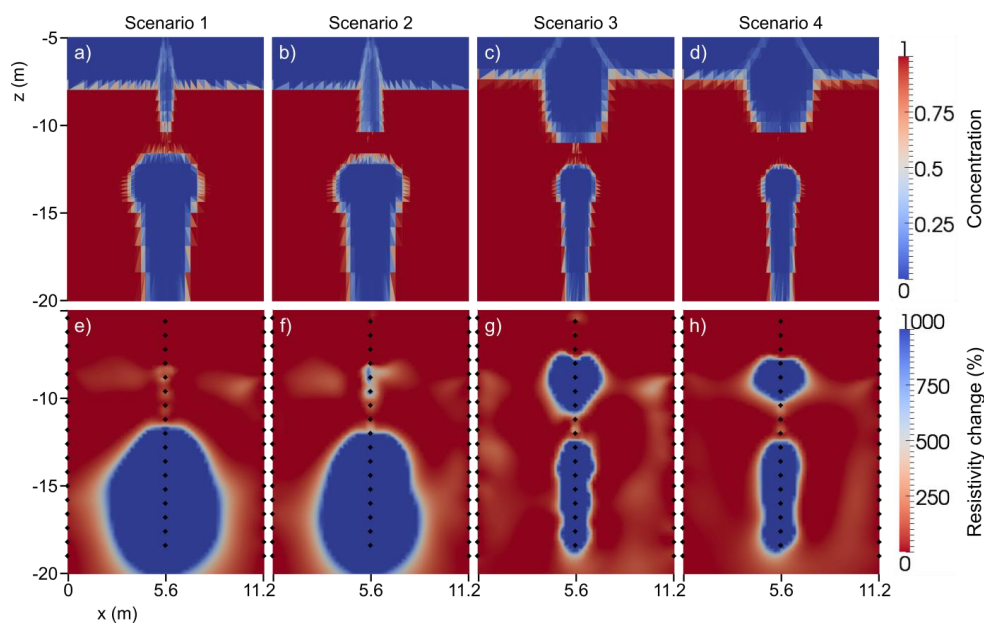 Scenario 1 Scenario 2 Scenario 3 Scenario 4
a) b) c) d)
z (m)
-5
-10
-15
-20
1
0.75
0.5
0.25
0
Concentration
e) f) g) h)
-10
-15
-20
1000
750
500
250
0
Resistivity change (%)
0 5.6 11.2 5.6 11.2 5.6 11.2 5.6 11.2
x (m)